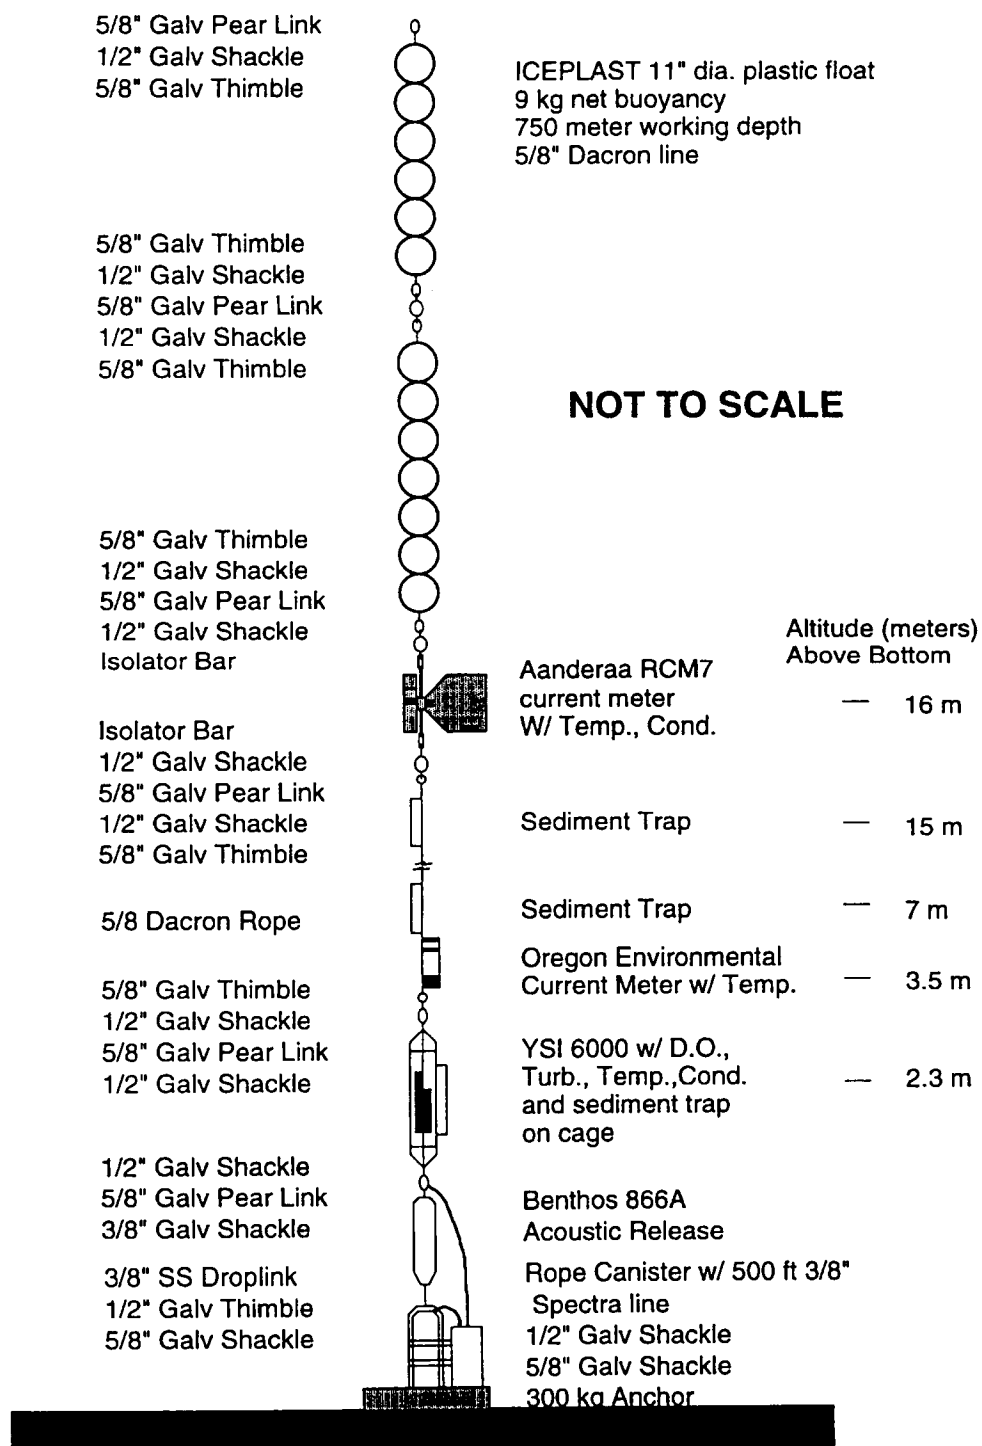 5/8" Galv Pear Link
1/2" Galv Shackle
5/8" Galv Thimble
ICEPLAST 11" dia. plastic float
9 kg net buoyancy
750 meter working depth
5/8" Dacron line
5/8" Galv Thimble
1/2" Galv Shackle
5/8" Galv Pear Link
1/2" Galv Shackle
5/8" Galv Thimble
NOT TO SCALE
5/8" Galv Thimble
1/2" Galv Shackle
5/8" Galv Pear Link
1/2" Galv Shackle
Isolator Bar
Altitude (meters)
Above Bottom
Aanderaa RCM7
current meter
W/ Temp., Cond.
— 16 m
Isolator Bar
1/2" Galv Shackle
5/8" Galv Pear Link
1/2" Galv Shackle
5/8" Galv Thimble
Sediment Trap — 15 m
5/8 Dacron Rope
Sediment Trap — 7 m
Oregon Environmental
Current Meter w/ Temp. — 3.5 m
5/8" Galv Thimble
1/2" Galv Shackle
5/8" Galv Pear Link
1/2" Galv Shackle
YSI 6000 w/ D.O.,
Turb., Temp.,Cond. — 2.3 m
and sediment trap
on cage
1/2" Galv Shackle
5/8" Galv Pear Link
3/8" Galv Shackle
Benthos 866A
Acoustic Release
3/8" SS Droplink
1/2" Galv Thimble
5/8" Galv Shackle
Rope Canister w/ 500 ft 3/8"
Spectra line
1/2" Galv Shackle
5/8" Galv Shackle
300 kg Anchor